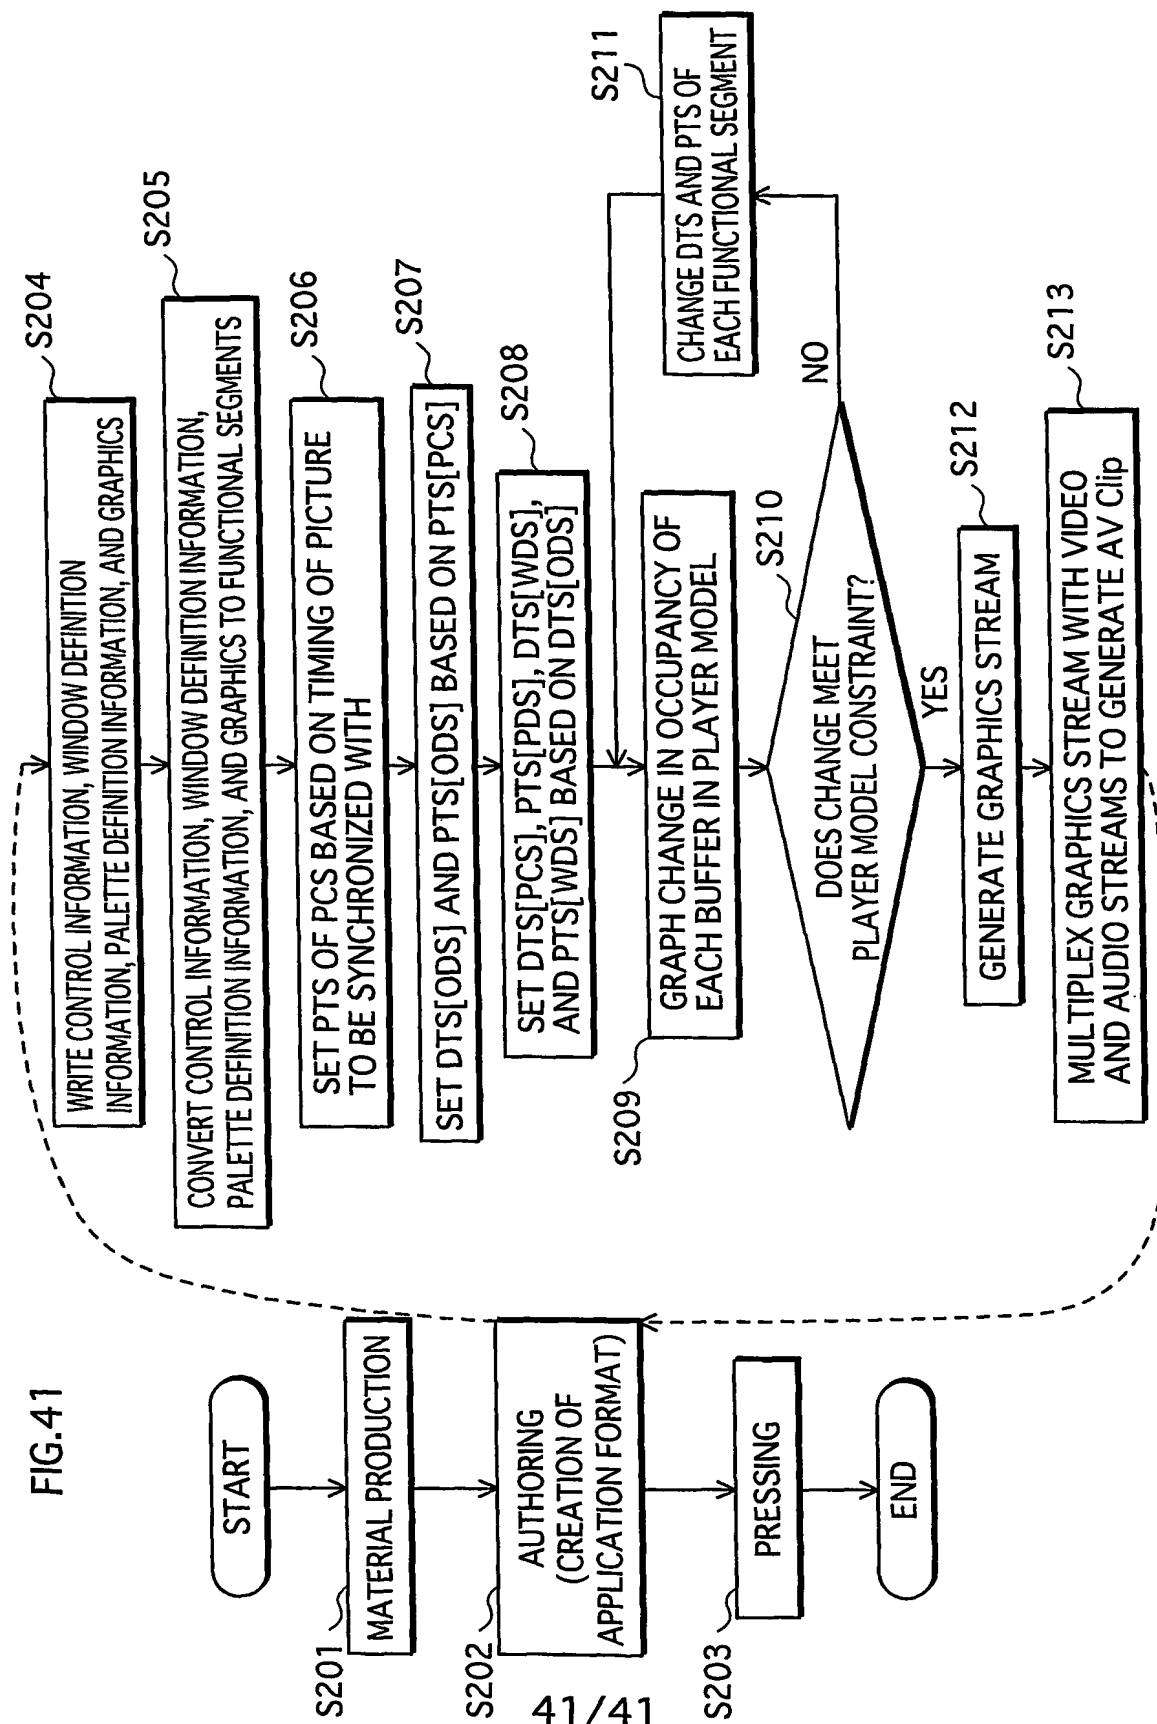 FIG.41
START
S201
MATERIAL PRODUCTION
S202
AUTHORING
(CREATION OF
APPLICATION FORMAT)
S203
PRESSING
END
S204
WRITE CONTROL INFORMATION, WINDOW DEFINITION
INFORMATION, PALETTE DEFINITION INFORMATION, AND GRAPHICS
S205
CONVERT CONTROL INFORMATION, WINDOW DEFINITION INFORMATION,
PALETTE DEFINITION INFORMATION, AND GRAPHICS TO FUNCTIONAL SEGMENTS
S206
SET PTS OF PCS BASED ON TIMING OF PICTURE
TO BE SYNCHRONIZED WITH
S207
SET DTS[ODS] AND PTS[ODS] BASED ON PTS[PCS]
S208
SET DTS[PCS], PTS[PDS], DTS[WDS],
AND PTS[WDS] BASED ON DTS[ODS]
S209
GRAPH CHANGE IN OCCUPANCY OF
EACH BUFFER IN PLAYER MODEL
S210
DOES CHANGE MEET
PLAYER MODEL CONSTRAINT?
NO
S211
CHANGE DTS AND PTS OF
EACH FUNCTIONAL SEGMENT
YES
S212
GENERATE GRAPHICS STREAM
S213
MULTIPLEX GRAPHICS STREAM WITH VIDEO
AND AUDIO STREAMS TO GENERATE AV Clip
41/41